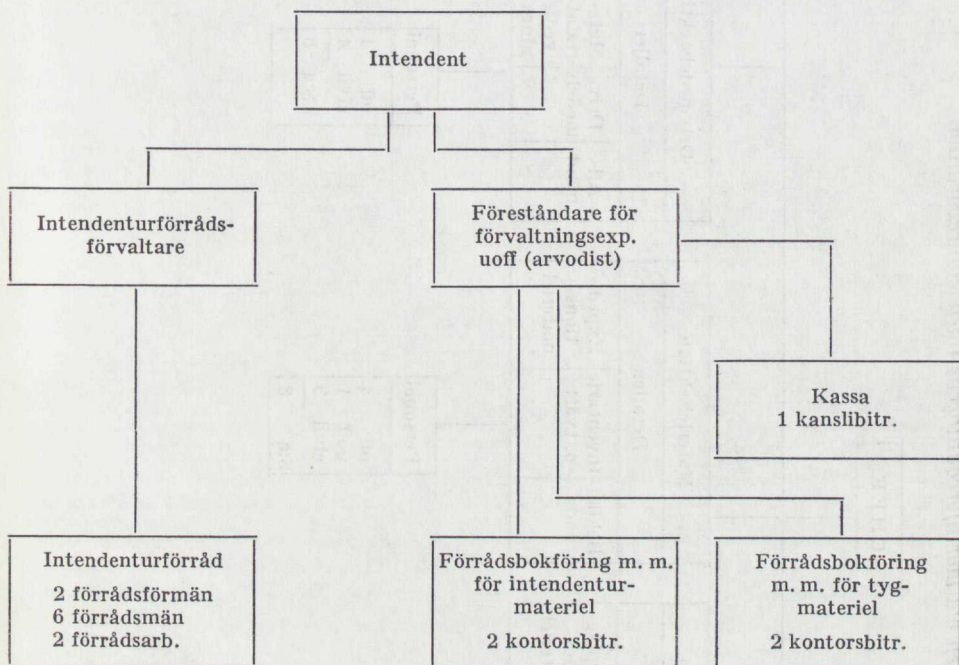 Intendent
Intendenturförråds-
förvaltare
Föreståndare för
förvaltningsexp.
uoff (arvodist)
Kassa
1 kanslibitr.
Intendenturförråd
2 förrådsförmän
6 förrådsmän
2 förrådsarb.
Förrådsbokföring m. m.
för intendentur-
materiel
2 kontorsbitr.
Förrådsbokföring
m. m. för tyg-
materiel
2 kontorsbitr.